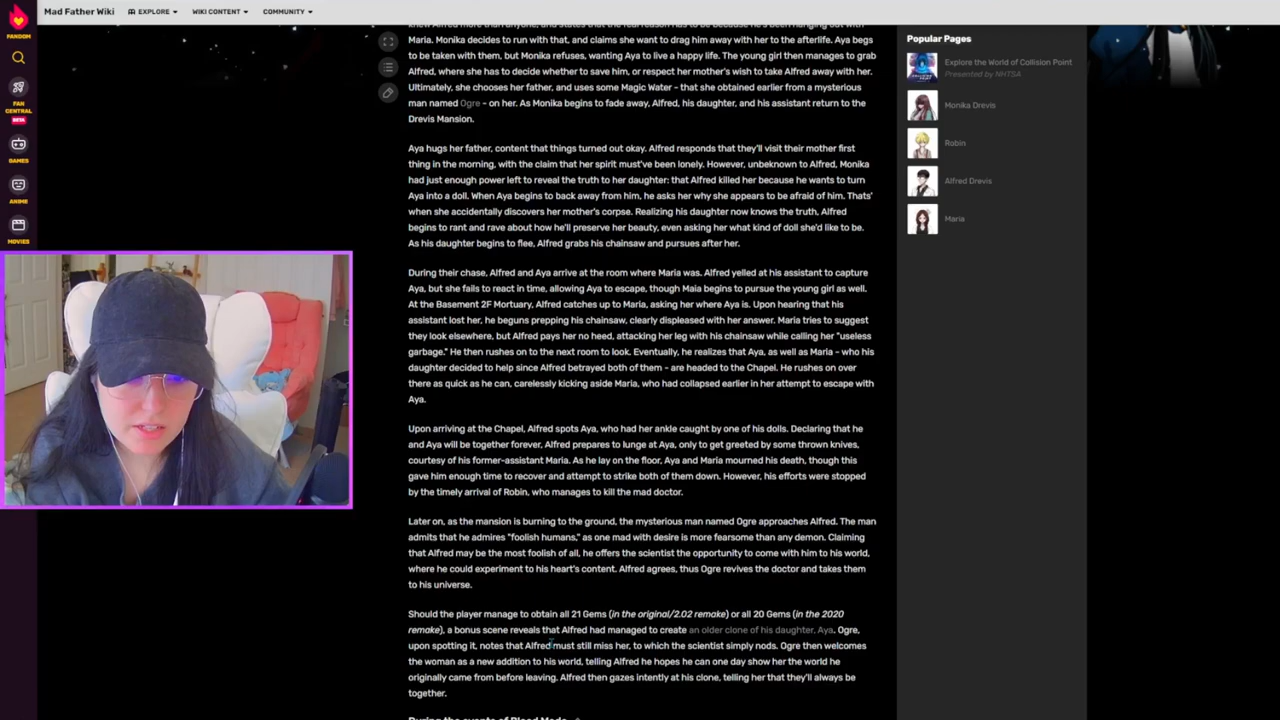 Mad Father Wiki
EXPLORE
WIKI CONTENT
COMMUNITY
FANDOM
FAN CENTRAL
BETA
GAMES
ANIME
MOVIES
knew Alfred more than anyone, and states that the real reason has to be because he's been hanging out with
Maria. Monika decides to run with that, and claims she want to drag him away with her to the afterlife. Aya begs
to be taken with them, but Monika refuses, wanting Aya to live a happy life. The young girl then manages to grab
Alfred, where she has to decide whether to save him, or respect her mother's wish to take Alfred away with her.
Ultimately, she chooses her father, and uses some Magic Water - that she obtained earlier from a mysterious
man named Ogre - on her. As Monika begins to fade away, Alfred, his daughter, and his assistant return to the
Drevis Mansion.
Aya hugs her father, content that things turned out okay. Alfred responds that they'll visit their mother first
thing in the morning, with the claim that her spirit must've been lonely. However, unbeknown to Alfred, Monika
had just enough power left to reveal the truth to her daughter: that Alfred killed her because he wants to turn
Aya into a doll. When Aya begins to back away from him, he asks her why she appears to be afraid of him. Thats'
when she accidentally discovers her mother's corpse. Realizing his daughter now knows the truth, Alfred
begins to rant and rave about how he'll preserve her beauty, even asking her what kind of doll she'd like to be.
As his daughter begins to flee, Alfred grabs his chainsaw and pursues after her.
During their chase, Alfred and Aya arrive at the room where Maria was. Alfred yelled at his assistant to capture
Aya, but she fails to react in time, allowing Aya to escape, though Maia begins to pursue the young girl as well.
At the Basement 2F Mortuary, Alfred catches up to Maria, asking her where Aya is. Upon hearing that his
assistant lost her, he beguns prepping his chainsaw, clearly displeased with her answer. Maria tries to suggest
they look elsewhere, but Alfred pays her no heed, attacking her leg with his chainsaw while calling her "useless
garbage." He then rushes on to the next room to look. Eventually, he realizes that Aya, as well as Maria - who his
daughter decided to help since Alfred betrayed both of them - are headed to the Chapel. He rushes on over
there as quick as he can, carelessly kicking aside Maria, who had collapsed earlier in her attempt to escape with
Aya.
Upon arriving at the Chapel, Alfred spots Aya, who had her ankle caught by one of his dolls. Declaring that he
and Aya will be together forever, Alfred prepares to lunge at Aya, only to get greeted by some thrown knives,
courtesy of his former-assistant Maria. As he lay on the floor, Aya and Maria mourned his death, though this
gave him enough time to recover and attempt to strike both of them down. However, his efforts were stopped
by the timely arrival of Robin, who manages to kill the mad doctor.
Later on, as the mansion is burning to the ground, the mysterious man named Ogre approaches Alfred. The man
admits that he admires "foolish humans," as one mad with desire is more fearsome than any demon. Claiming
that Alfred may be the most foolish of all, he offers the scientist the opportunity to come with him to his world,
where he could experiment to his heart's content. Alfred agrees, thus Ogre revives the doctor and takes them
to his universe.
Should the player manage to obtain all 21 Gems (in the original/2.02 remake) or all 20 Gems (in the 2020
remake), a bonus scene reveals that Alfred had managed to create an older clone of his daughter, Aya. Ogre,
upon spotting it, notes that Alfred must still miss her, to which the scientist simply nods. Ogre then welcomes
the woman as a new addition to his world, telling Alfred he hopes he can one day show her the world he
originally came from before leaving. Alfred then gazes intently at his clone, telling her that they'll always be
together.
During the events of Blood Mode
Popular Pages
Explore the World of Collision Point
Presented by NHTSA
Monika Drevis
Robin
Alfred Drevis
Maria